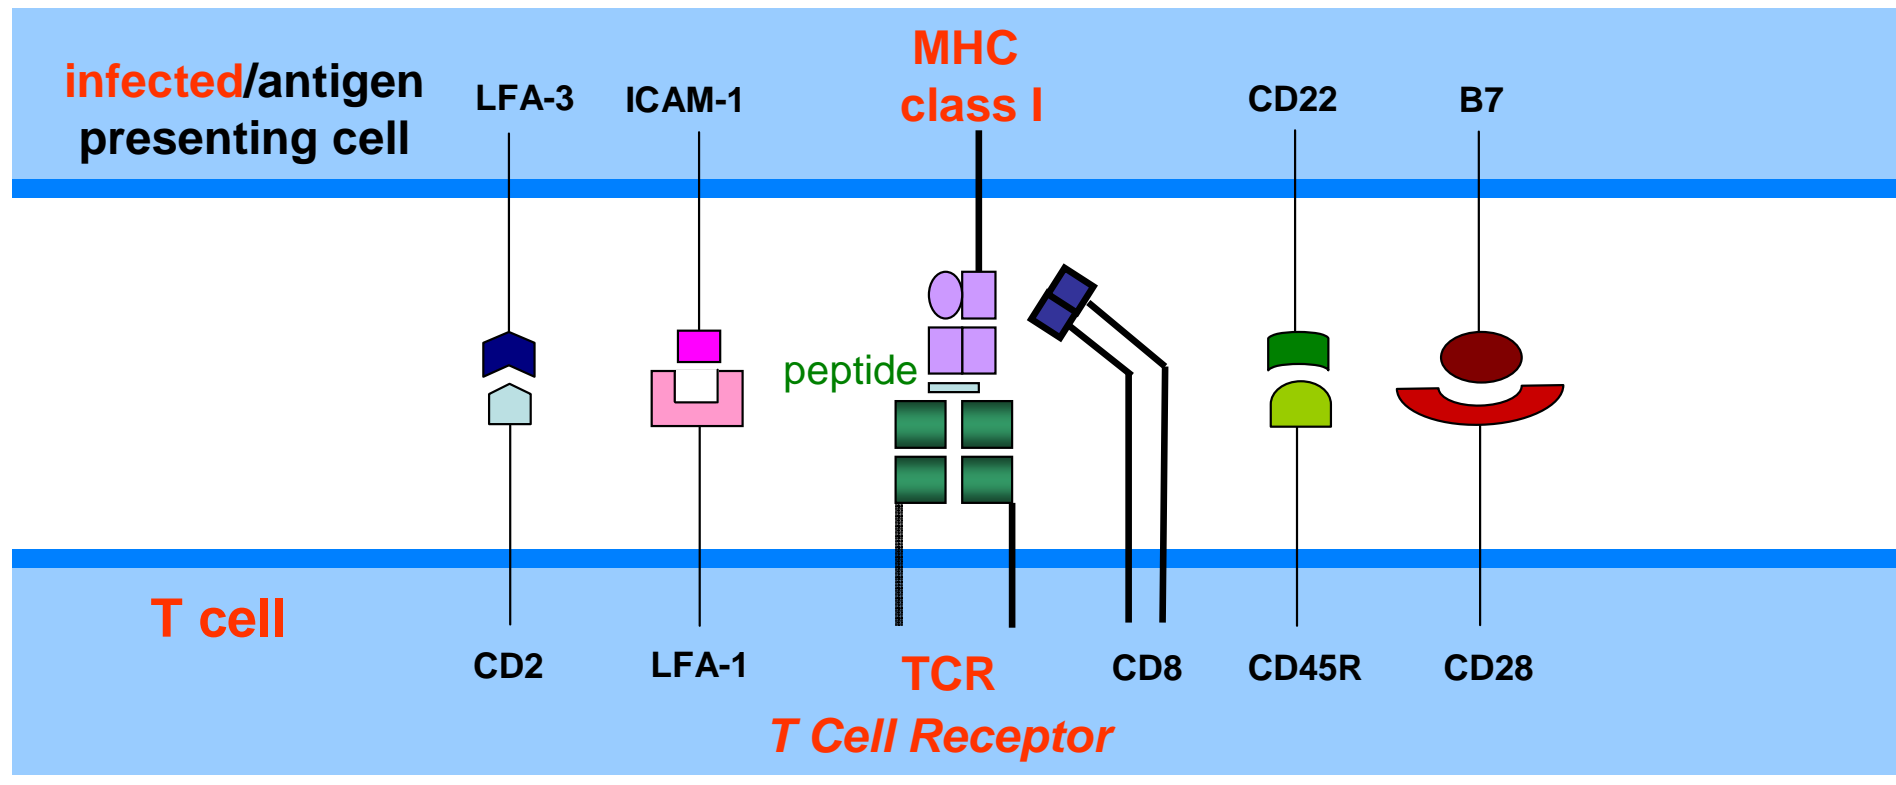 infected/antigen
presenting cell
LFA-3
ICAM-1
MHC
class I
CD22
B7
peptide
T cell
CD2
LFA-1
TCR
CD8
CD45R
CD28
T Cell Receptor